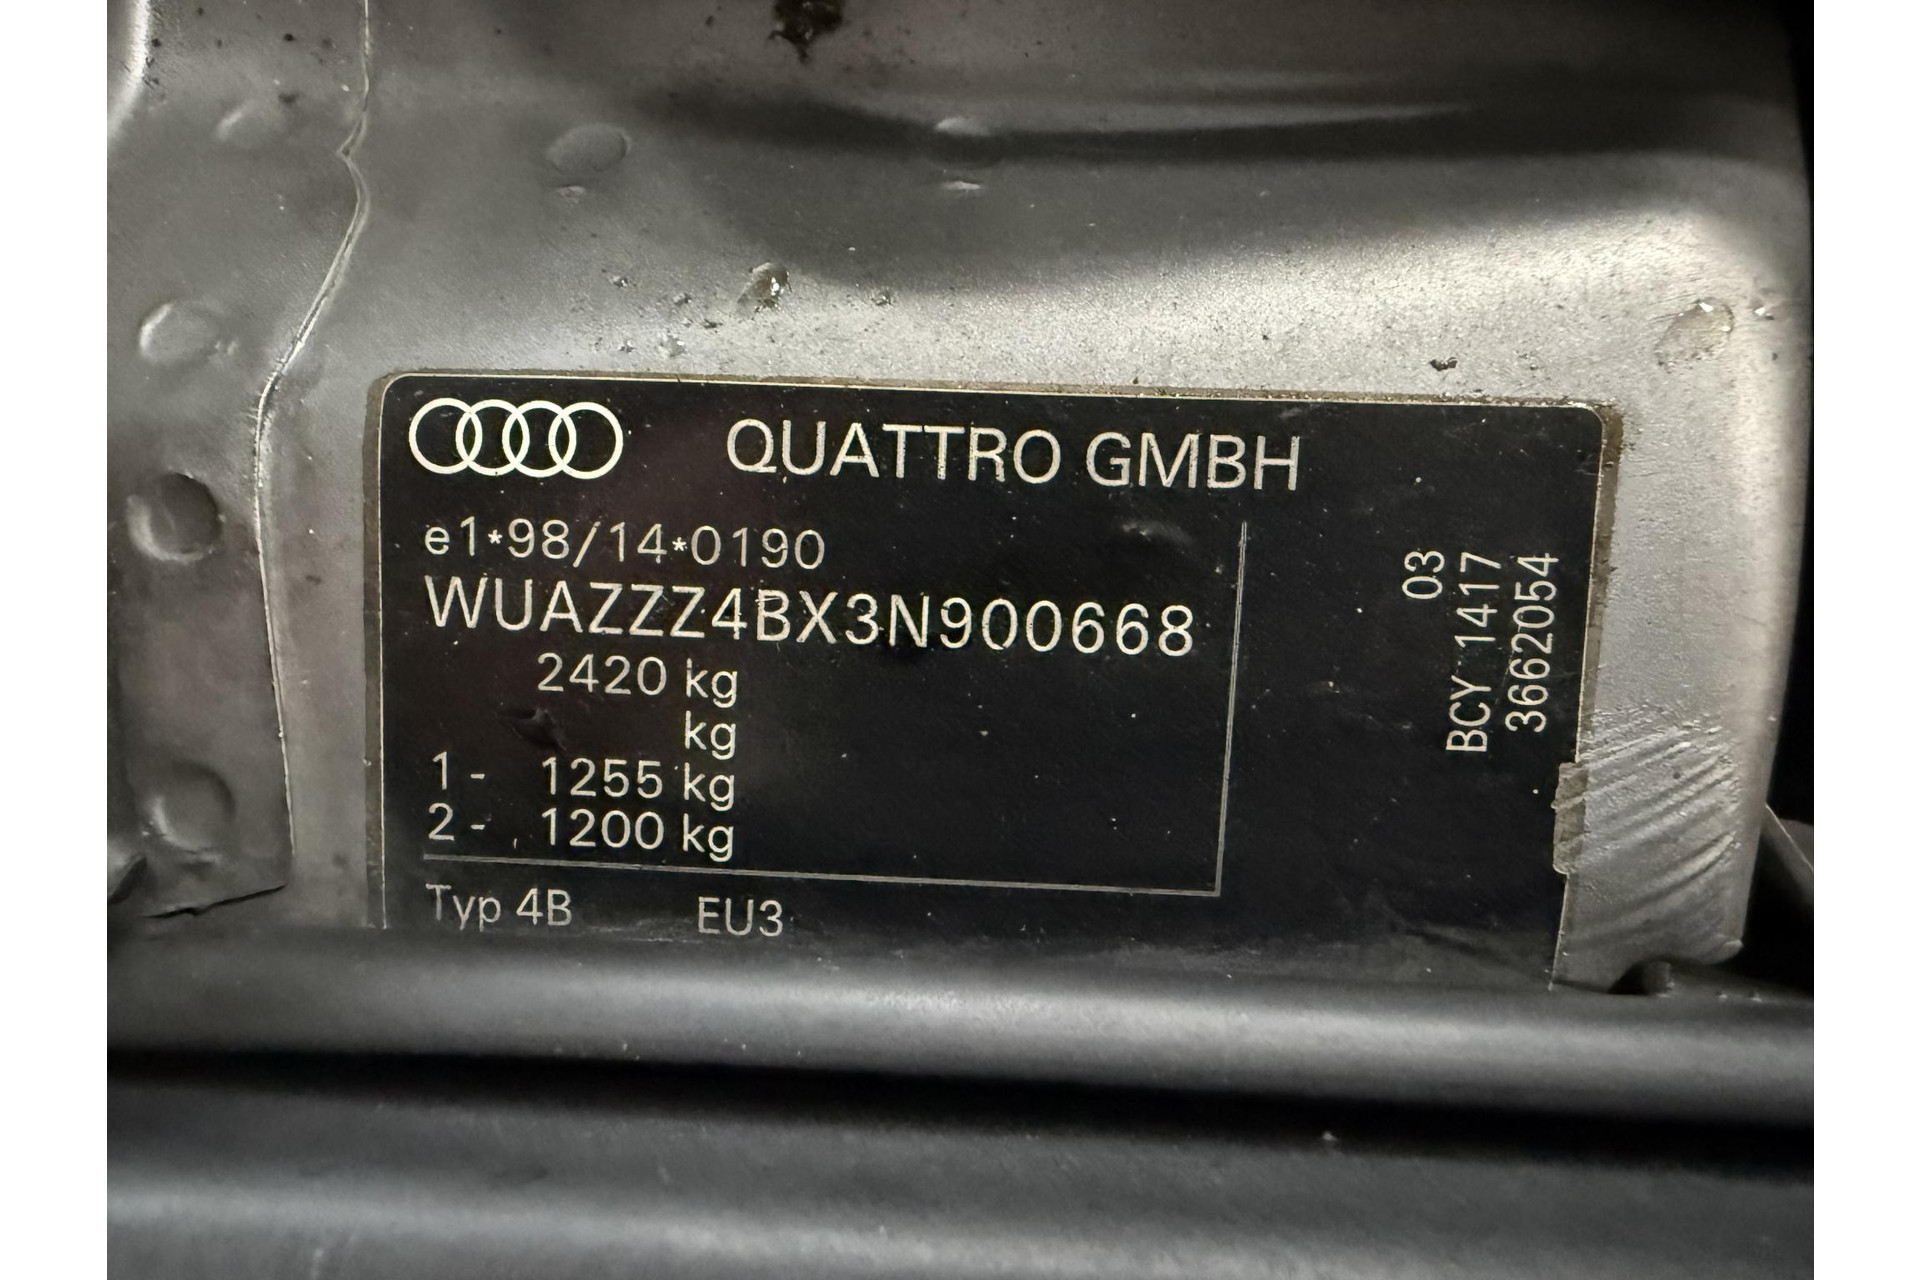 QUATTRO GMBH
e1*98/14*0190
WUAZZZ4BX3N900668
2420 kg
kg
1- 1255 kg
2- 1200 kg
Typ 4B EU3
03
BCY 1417
3662054